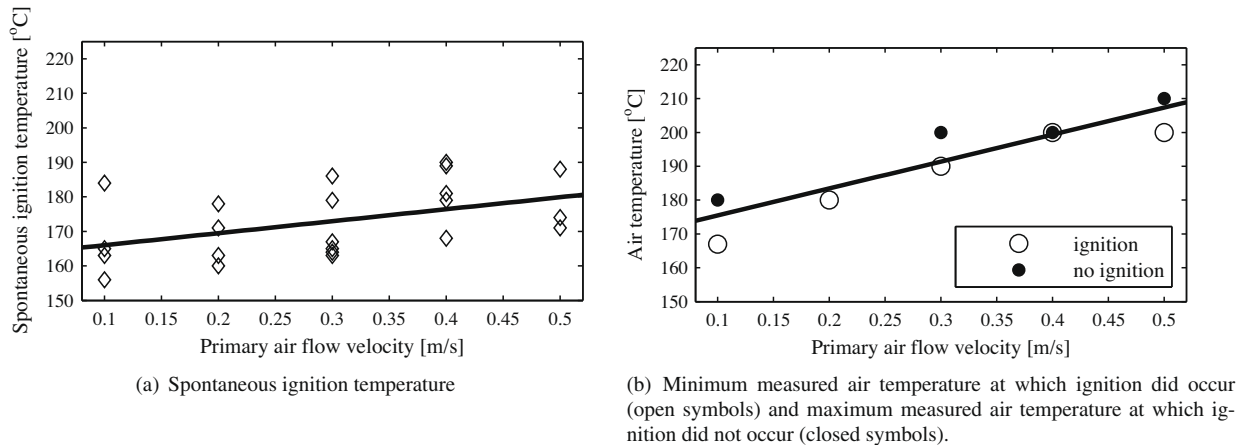 Spontaneous ignition temperature [°C]
220
210
200
190
180
170
160
150
0.1 0.15 0.2 0.25 0.3 0.35 0.4 0.45 0.5
Primary air flow velocity [m/s]
(a) Spontaneous ignition temperature
Air temperature [°C]
220
210
200
190
180
170
160
150
ignition
no ignition
0.1 0.15 0.2 0.25 0.3 0.35 0.4 0.45 0.5
Primary air flow velocity [m/s]
(b) Minimum measured air temperature at which ignition did occur
(open symbols) and maximum measured air temperature at which ig-
nition did not occur (closed symbols).